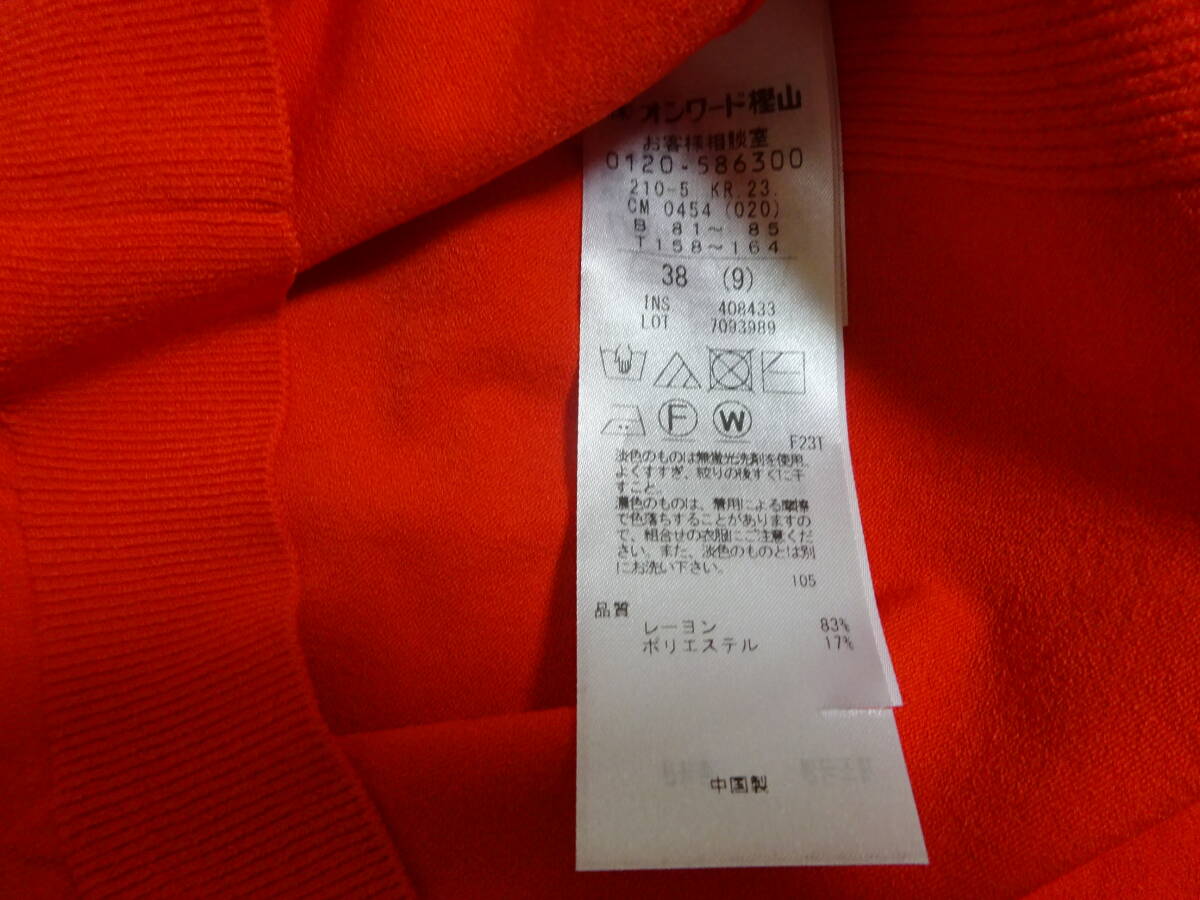 オンワード樫山
お客様相談室
0120-586300
210-5 KR 23.
CM 0454 (020)
B 81～ 85
T 158～164
38 (9)
INS 408433
LOT 7093989
F W
F23T
淡色のものは無蛍光洗剤を使用。
よくすすぎ、絞りの後すぐに干
すこと。
濃色のものは、着用による摩擦
で色落ちすることがありますの
で、組合せの衣服にご注意くだ
さい。また、淡色のものとは別
にお洗い下さい。
105
品質
レーヨン 83%
ポリエステル 17%
中国製